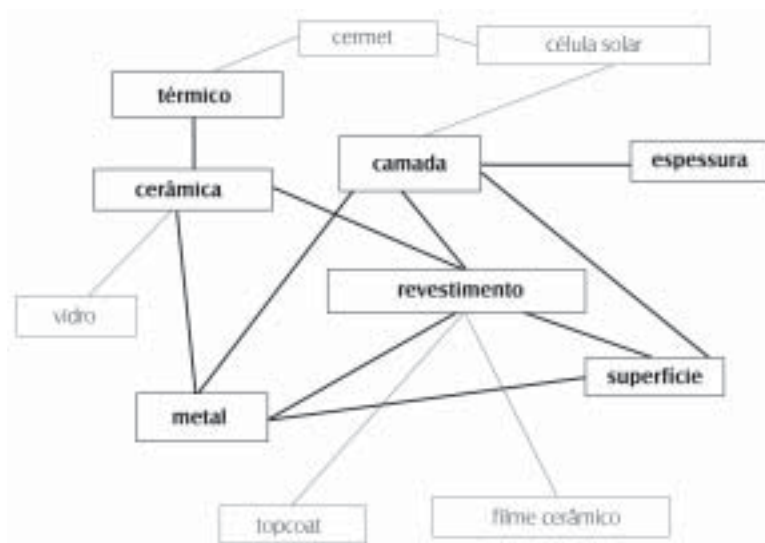 cermet
célula solar
térmico
camada
espessura
cerâmica
revestimento
vidro
superfície
metal
topcoat
filme cerâmico